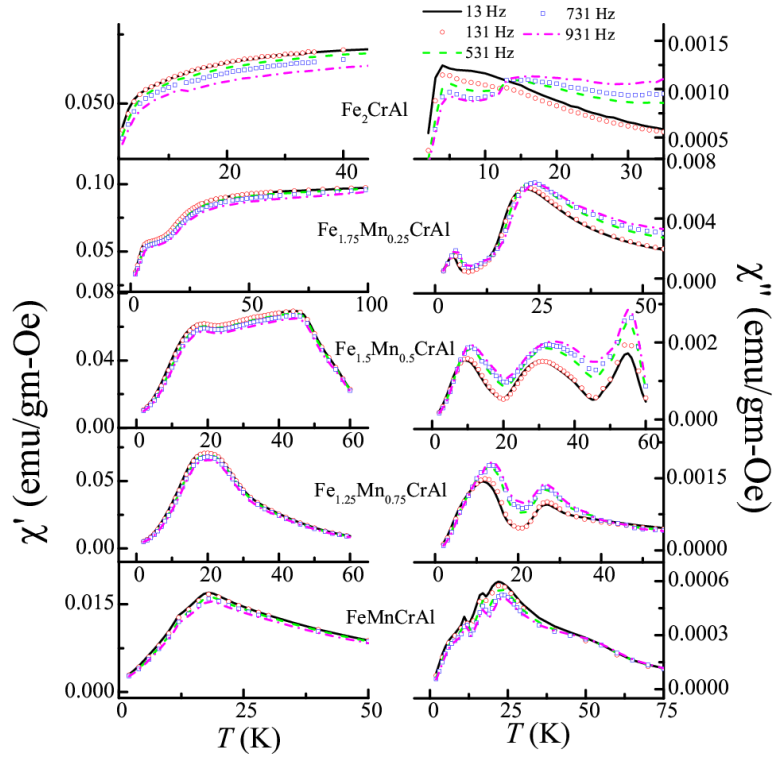 13 Hz
131 Hz
531 Hz
731 Hz
931 Hz
0.050
Fe2CrAl
0.0015
0.0010
0.0005
20 40
10 20 30
0.10
0.05
Fe1.75Mn0.25CrAl
0.008
0.004
0.000
0 50 100
0 25 50
0.08
0.04
0.00
Fe1.5Mn0.5CrAl
0.002
0.000
0 20 40 60
0 20 40 60
0.05
0.00
Fe1.25Mn0.75CrAl
0.0015
0.0000
0 20 40 60
0 20 40
0.015
0.000
FeMnCrAl
0.0006
0.0003
0.0000
0 25 50
0 25 50 75
T (K)
T (K)
χ' (emu/gm-Oe)
χ'' (emu/gm-Oe)